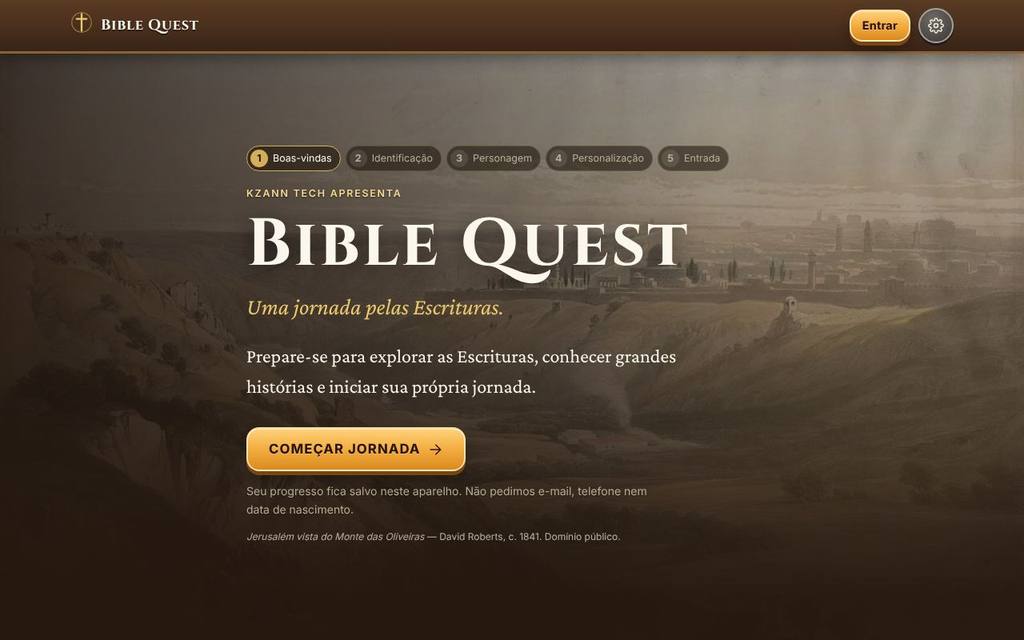 Bible Quest
Entrar
1 Boas-vindas
2 Identificação
3 Personagem
4 Personalização
5 Entrada
KZANN TECH APRESENTA
Bible Quest
Uma jornada pelas Escrituras.
Prepare-se para explorar as Escrituras, conhecer grandes
histórias e iniciar sua própria jornada.
COMEÇAR JORNADA →
Seu progresso fica salvo neste aparelho. Não pedimos e-mail, telefone nem
data de nascimento.
Jerusalém vista do Monte das Oliveiras — David Roberts, c. 1841. Domínio público.